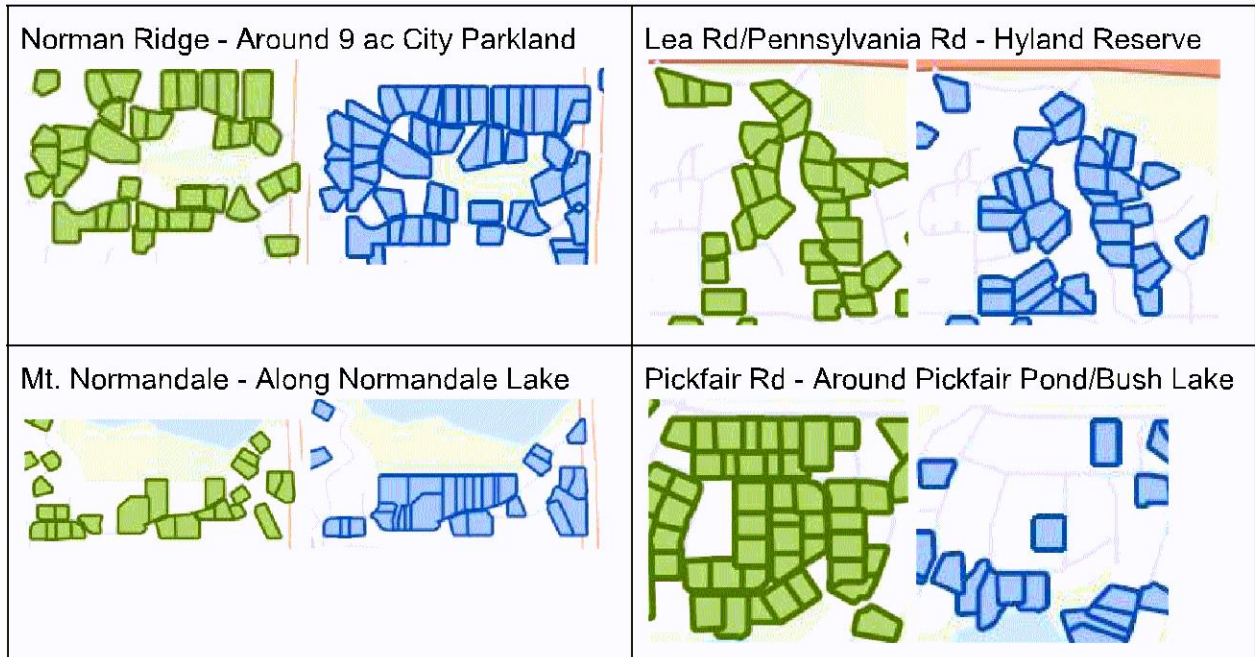 Norman Ridge - Around 9 ac City Parkland
Lea Rd/Pennsylvania Rd - Hyland Reserve
Mt. Normandale - Along Normandale Lake
Pickfair Rd - Around Pickfair Pond/Bush Lake